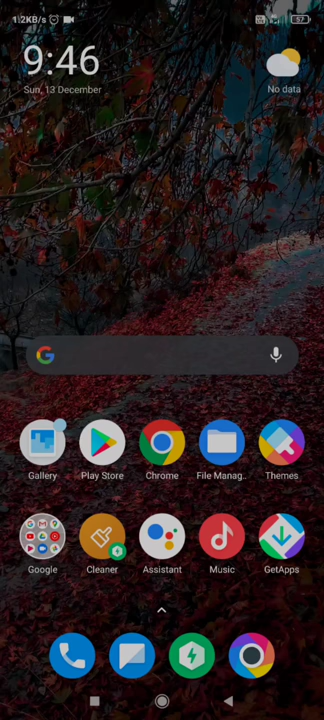 1.2KB/s
57
9:46
Sun, 13 December
No data
Gallery
Play Store
Chrome
File Manag..
Themes
Google
Cleaner
Assistant
Music
GetApps